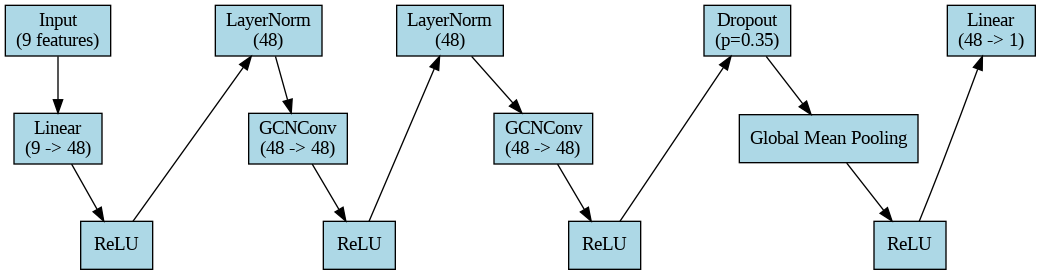 Input
(9 features)
Linear
(9 -> 48)
ReLU
LayerNorm
(48)
GCNConv
(48 -> 48)
ReLU
LayerNorm
(48)
GCNConv
(48 -> 48)
ReLU
Dropout
(p=0.35)
Global Mean Pooling
ReLU
Linear
(48 -> 1)